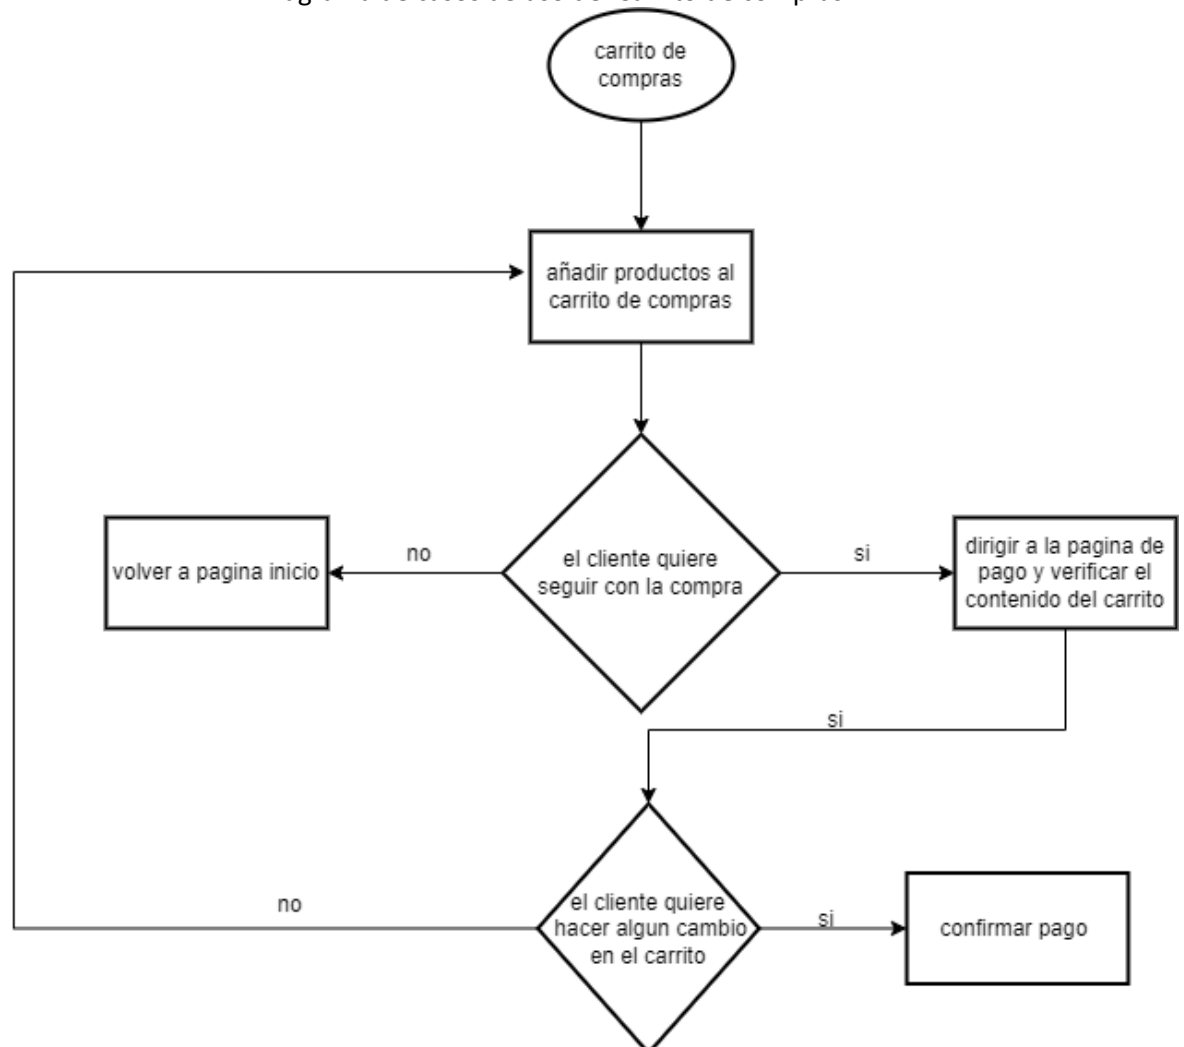 carrito de
compras
añadir productos al
carrito de compras
el cliente quiere
seguir con la compra
no
volver a pagina inicio
si
dirigir a la pagina de
pago y verificar el
contenido del carrito
si
el cliente quiere
hacer algun cambio
en el carrito
no
si
confirmar pago